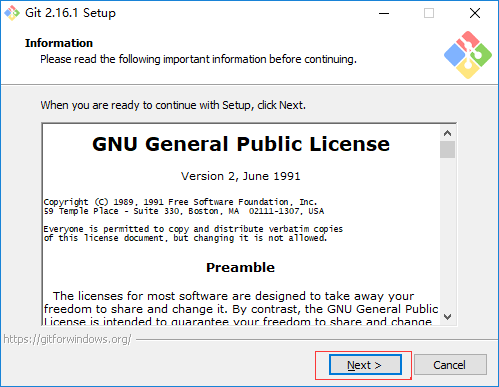 Git 2.16.1 Setup
Information
Please read the following important information before continuing.
When you are ready to continue with Setup, click Next.
GNU General Public License
Version 2, June 1991
Copyright (C) 1989, 1991 Free Software Foundation, Inc.
59 Temple Place - Suite 330, Boston, MA  02111-1307, USA
Everyone is permitted to copy and distribute verbatim copies
of this license document, but changing it is not allowed.
Preamble
The licenses for most software are designed to take away your
freedom to share and change it. By contrast, the GNU General Public
License is intended to guarantee your freedom to share and change
https://gitforwindows.org/
Next >
Cancel